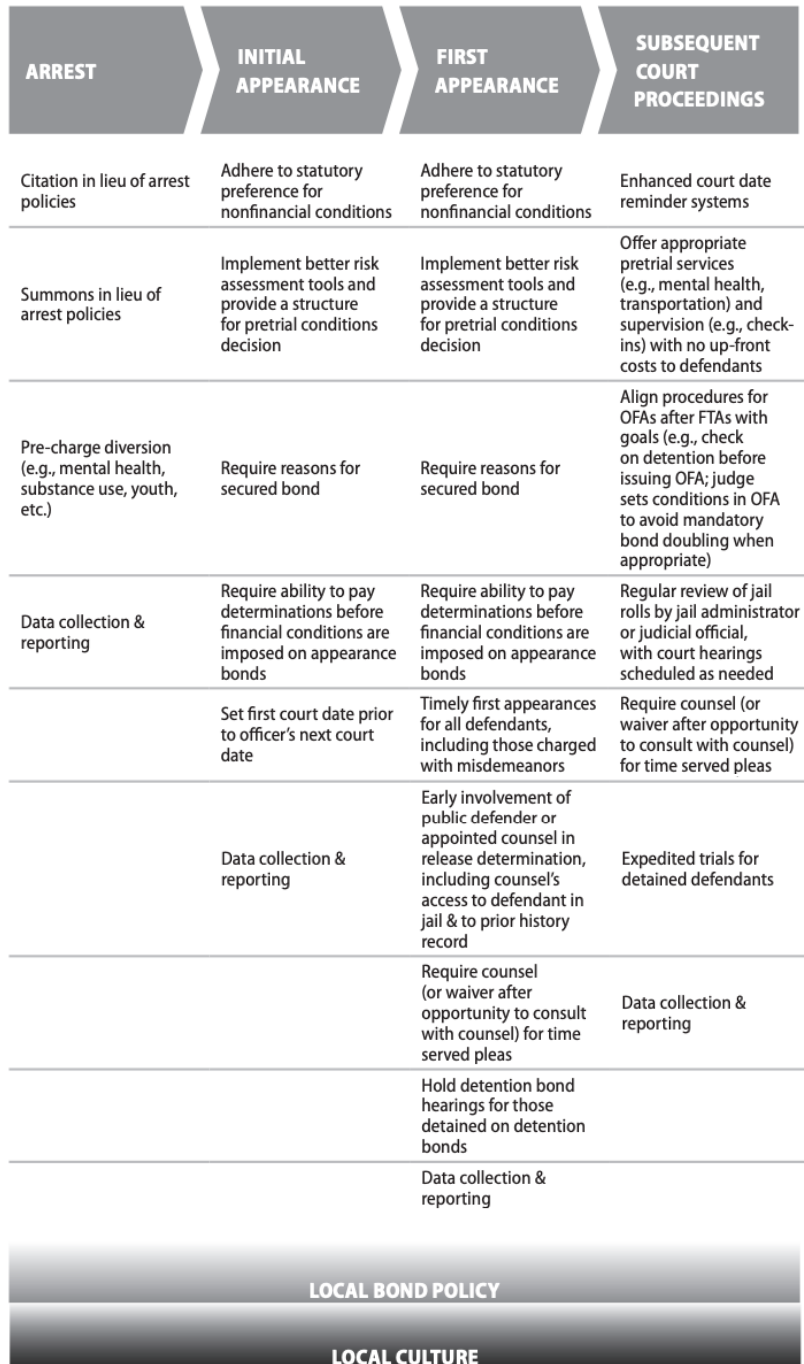 ARREST
INITIAL
APPEARANCE
FIRST
APPEARANCE
SUBSEQUENT
COURT
PROCEEDINGS
Citation in lieu of arrest
policies
Adhere to statutory
preference for
nonfinancial conditions
Adhere to statutory
preference for
nonfinancial conditions
Enhanced court date
reminder systems
Summons in lieu of
arrest policies
Implement better risk
assessment tools and
provide a structure
for pretrial conditions
decision
Implement better risk
assessment tools and
provide a structure
for pretrial conditions
decision
Offer appropriate
pretrial services
(e.g., mental health,
transportation) and
supervision (e.g., check-
ins) with no up-front
costs to defendants
Pre-charge diversion
(e.g., mental health,
substance use, youth,
etc.)
Require reasons for
secured bond
Require reasons for
secured bond
Align procedures for
OFAs after FTAs with
goals (e.g., check
on detention before
issuing OFA; judge
sets conditions in OFA
to avoid mandatory
bond doubling when
appropriate)
Data collection &
reporting
Require ability to pay
determinations before
financial conditions are
imposed on appearance
bonds
Require ability to pay
determinations before
financial conditions are
imposed on appearance
bonds
Regular review of jail
rolls by jail administrator
or judicial official,
with court hearings
scheduled as needed
Set first court date prior
to officer's next court
date
Timely first appearances
for all defendants,
including those charged
with misdemeanors
Require counsel (or
waiver after opportunity
to consult with counsel)
for time served pleas
Data collection &
reporting
Early involvement of
public defender or
appointed counsel in
release determination,
including counsel's
access to defendant in
jail & to prior history
record
Expedited trials for
detained defendants
Require counsel
(or waiver after
opportunity to consult
with counsel) for time
served pleas
Data collection &
reporting
Hold detention bond
hearings for those
detained on detention
bonds
Data collection &
reporting
LOCAL BOND POLICY
LOCAL CULTURE